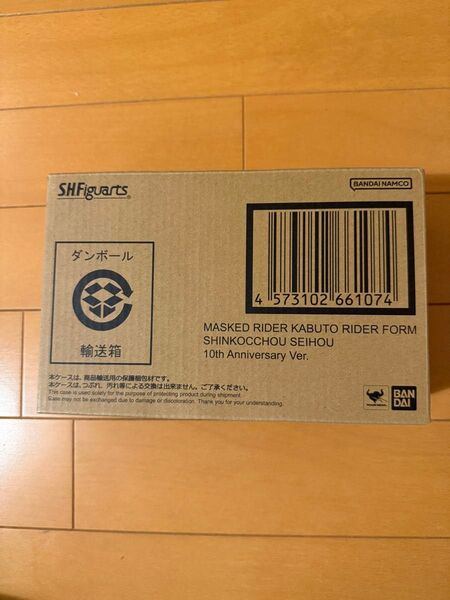 S.H.Figuarts®
BANDAI NAMCO
ダンボール
輸送箱
4 573102 661074
MASKED RIDER KABUTO RIDER FORM
SHINKOCCHOU SEIHOU
10th Anniversary Ver.
本ケースは、商品輸送用の保護梱包材です。
本ケースは、つぶれ、汚れ等による交換は出来ません。ご了承ください。
This case is used solely for the purpose of protecting product during shipment.
Case may not be exchanged due to damage or discoloration. Thank you for your understanding.
BAN
DAI